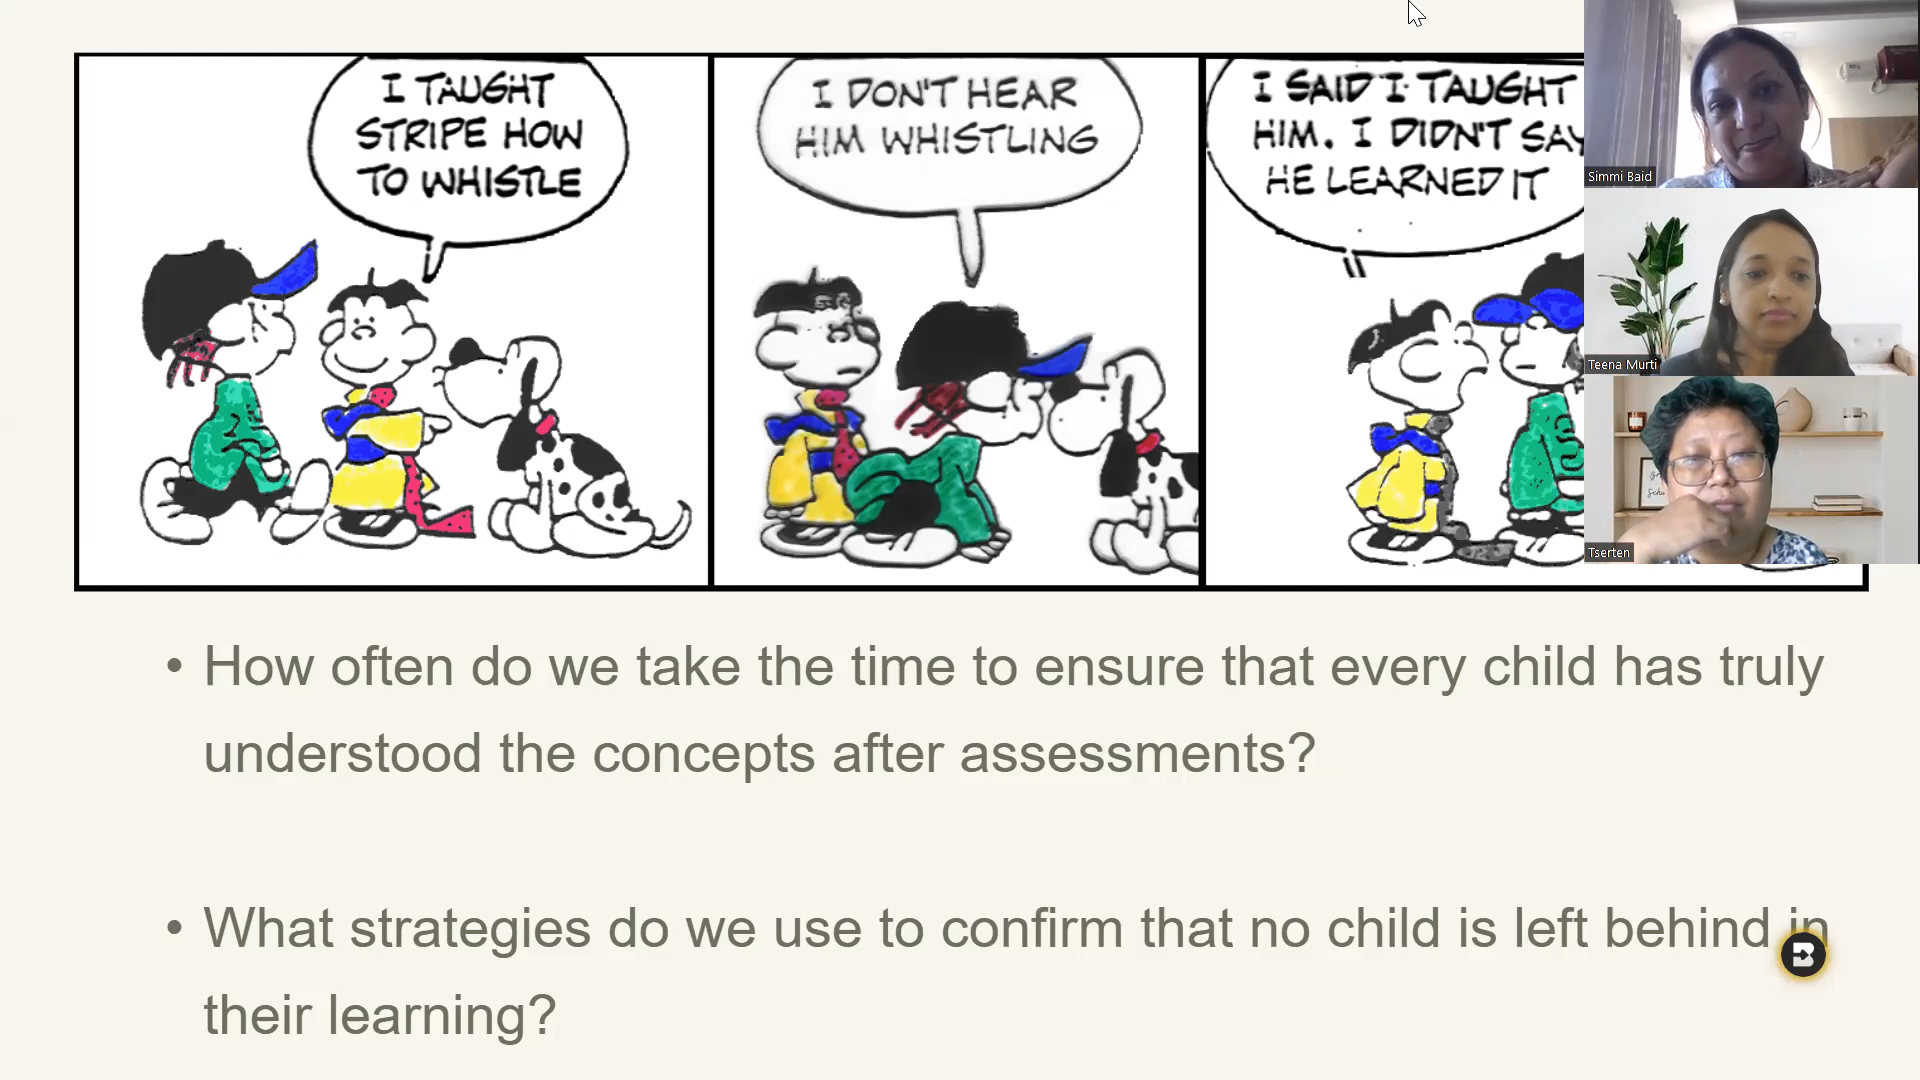 I TAUGHT
STRIPE HOW
TO WHISTLE
I DON'T HEAR
HIM WHISTLING
I SAID I TAUGHT
HIM. I DIDN'T SAY
HE LEARNED IT
Simmi Baid
Teena Murti
Tserten
• How often do we take the time to ensure that every child has truly
understood the concepts after assessments?
• What strategies do we use to confirm that no child is left behind in
their learning?
B